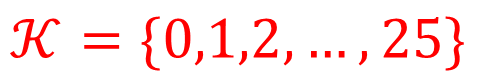 𝒦 = {0,1,2, … , 25}